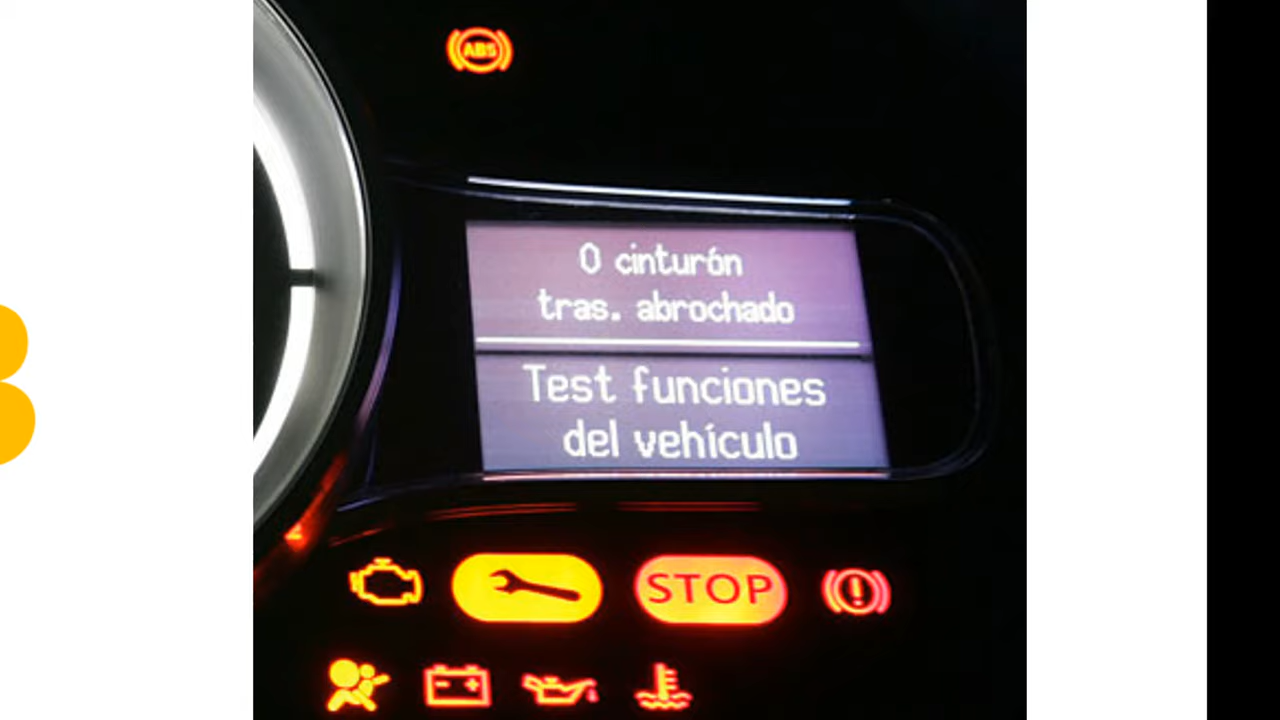 ABS
0 cinturón
tras. abrochado
Test funciones
del vehículo
STOP